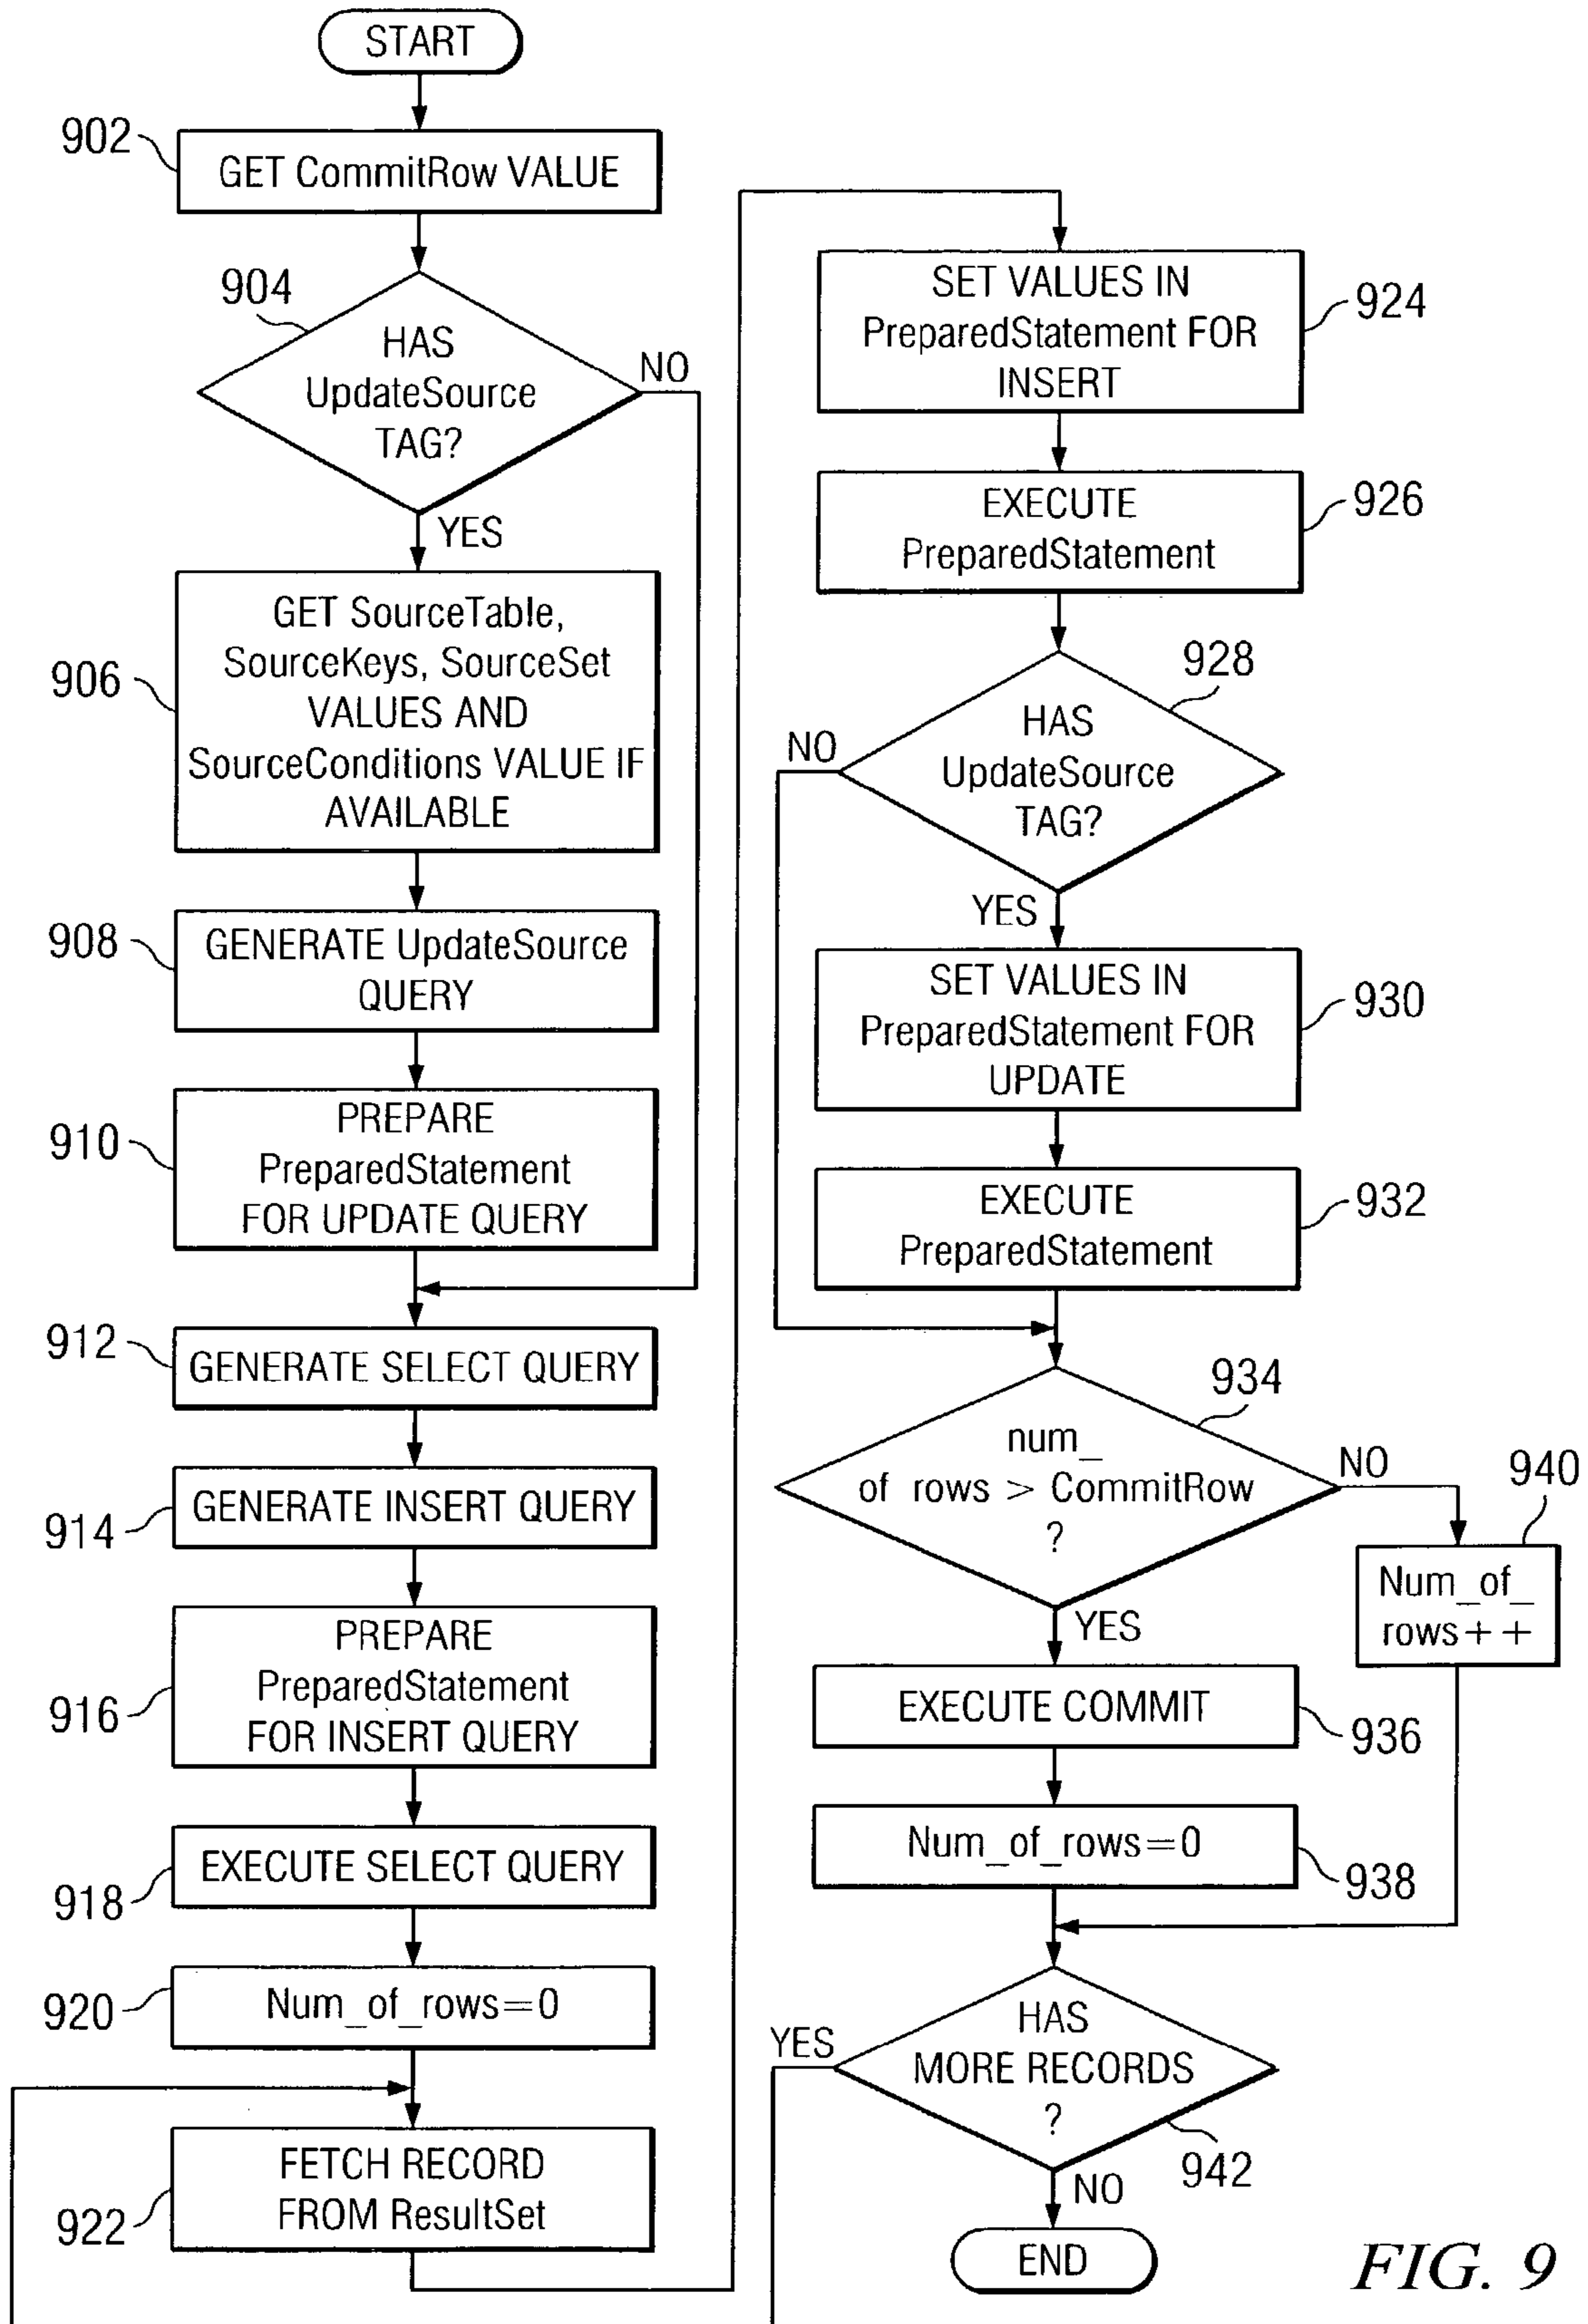 START
902
GET CommitRow VALUE
904
HAS
UpdateSource
TAG?
NO
YES
906
GET SourceTable,
SourceKeys, SourceSet
VALUES AND
SourceConditions VALUE IF
AVAILABLE
908
GENERATE UpdateSource
QUERY
910
PREPARE
PreparedStatement
FOR UPDATE QUERY
912
GENERATE SELECT QUERY
914
GENERATE INSERT QUERY
916
PREPARE
PreparedStatement
FOR INSERT QUERY
918
EXECUTE SELECT QUERY
920
Num_of_rows=0
922
FETCH RECORD
FROM ResultSet
SET VALUES IN
PreparedStatement FOR
INSERT
924
EXECUTE
PreparedStatement
926
928
HAS
UpdateSource
TAG?
NO
YES
SET VALUES IN
PreparedStatement FOR
UPDATE
930
EXECUTE
PreparedStatement
932
934
num_
of rows > CommitRow
?
NO
940
Num_of_
rows++
YES
EXECUTE COMMIT
936
Num_of_rows=0
938
HAS
MORE RECORDS
?
YES
942
NO
END
FIG. 9